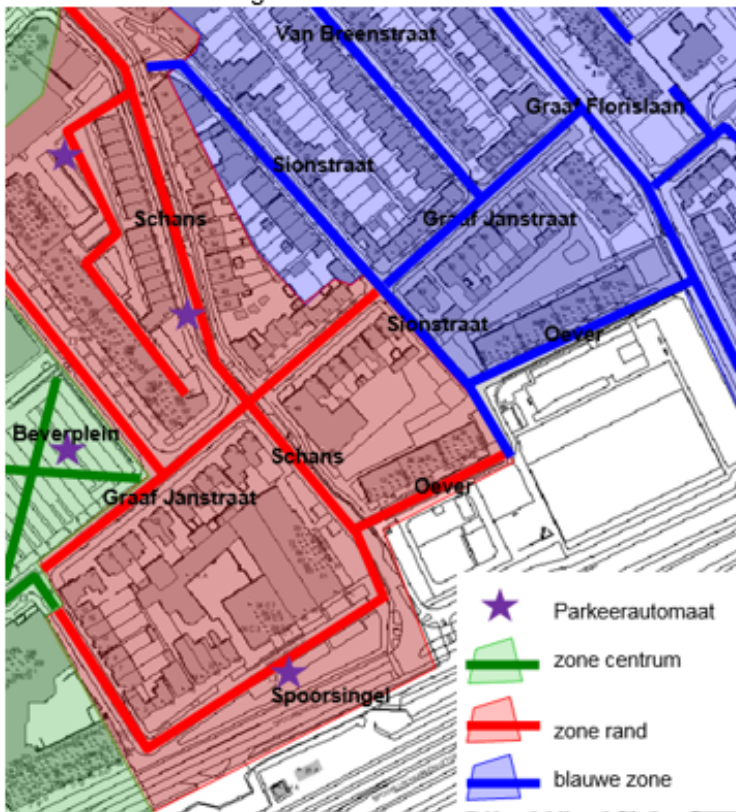 Van Breenstraat
Graaf Florislaan
Sionstraat
Schans
Graaf Janstraat
Sionstraat
Oever
Beverplein
Schans
Graaf Janstraat
Oever
Spoorsingel
Parkeerautomaat
zone centrum
zone rand
blauwe zone